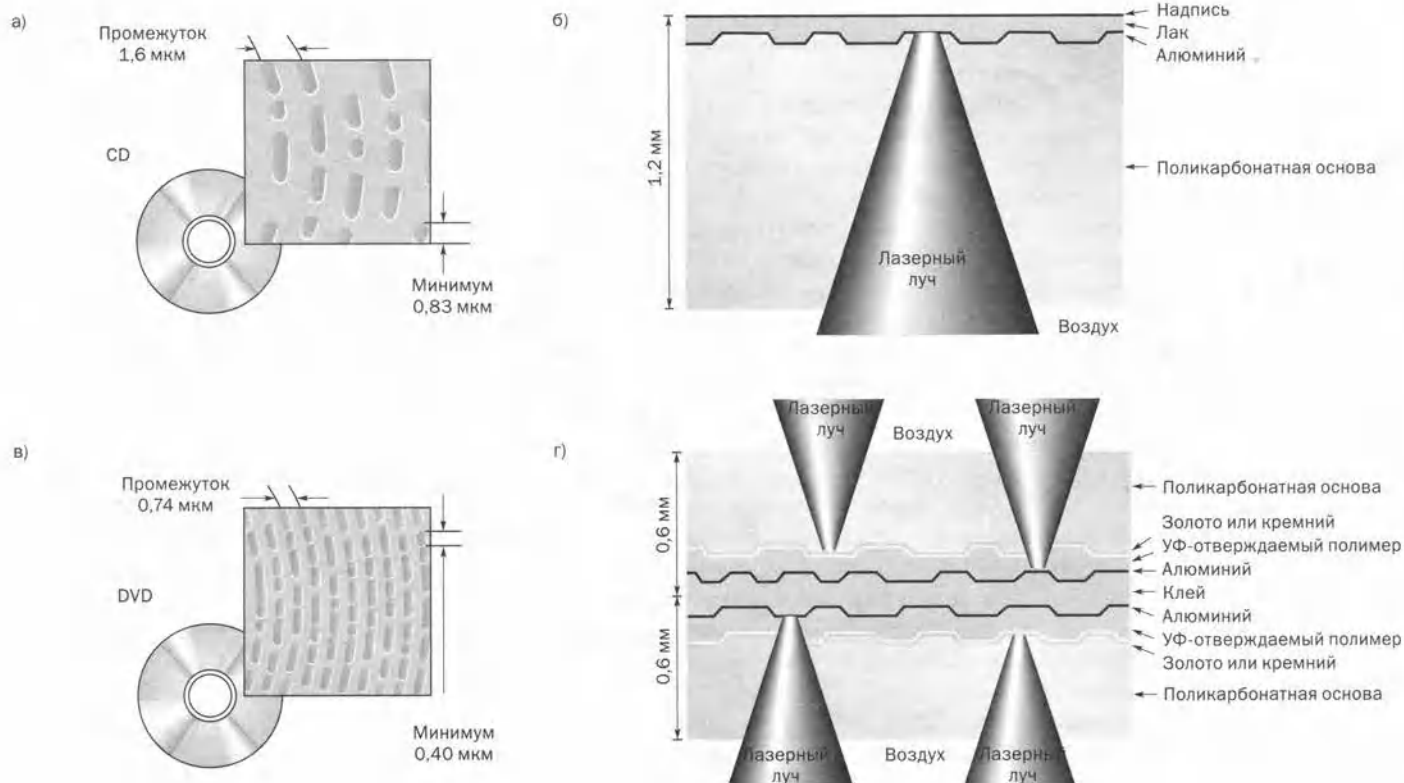 а)
Промежуток
1,6 мкм
CD
Минимум
0,83 мкм
б)
Надпись
Лак
Алюминий
1,2 мм
Поликарбонатная основа
Лазерный
луч
Воздух
в)
Промежуток
0,74 мкм
DVD
Минимум
0,40 мкм
г)
Лазерный
луч
Воздух
Лазерный
луч
0,6 мм
0,6 мм
Поликарбонатная основа
Золото или кремний
УФ-отверждаемый полимер
Алюминий
Клей
Алюминий
УФ-отверждаемый полимер
Золото или кремний
Поликарбонатная основа
Лазерный
луч
Воздух
Лазерный
луч